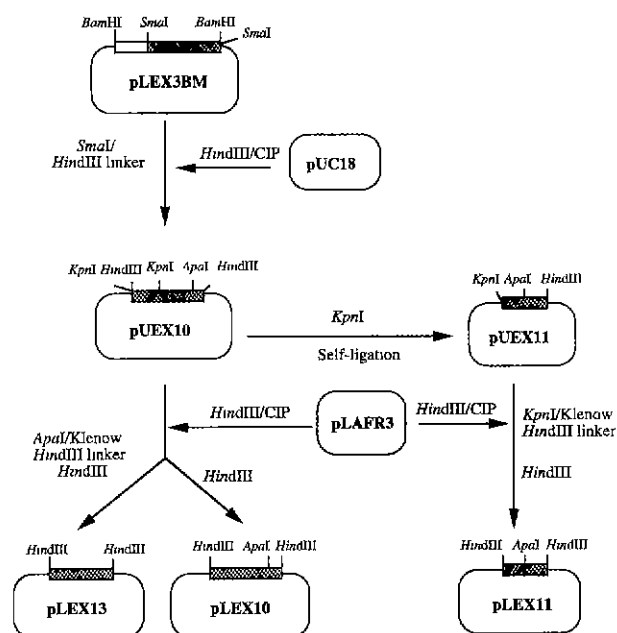 BamHI SmaI BamHI
SmaI
pLEX3BM
SmaI/
HindIII linker
HindIII/CIP
pUC18
KpnI HindIII KpnI ApaI HindIII
pUEX10
KpnI
Self-ligation
KpnI ApaI HindIII
pUEX11
ApaI/Klenow
HindIII linker
HindIII
HindIII/CIP
pLAFR3
HindIII/CIP
KpnI/Klenow
HindIII linker
HindIII
HindIII
HindIII HindIII
pLEX13
HindIII ApaI HindIII
pLEX10
HindIII ApaI HindIII
pLEX11